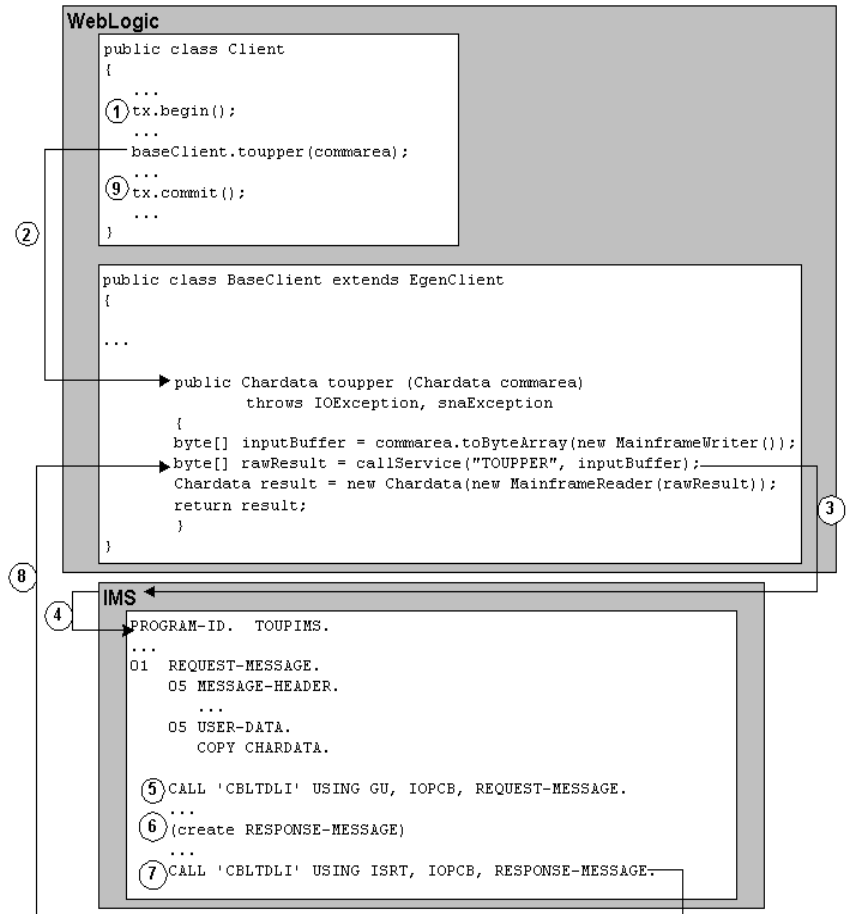 WebLogic
public class Client
{
...
1 tx.begin();
...
baseClient.toupper(commarea);
...
9 tx.commit();
...
}
2
public class BaseClient extends EgenClient
{
...
public Chardata toupper (Chardata commarea)
throws IOException, snaException
{
byte[] inputBuffer = commarea.toByteArray(new MainframeWriter());
byte[] rawResult = callService("TOUPPER", inputBuffer);
Chardata result = new Chardata(new MainframeReader(rawResult));
return result;
}
}
3
8
IMS
4
PROGRAM-ID. TOUPIMS.
...
01 REQUEST-MESSAGE.
05 MESSAGE-HEADER.
...
05 USER-DATA.
COPY CHARDATA.
5 CALL 'CBLTDLI' USING GU, IOPCB, REQUEST-MESSAGE.
...
6 (create RESPONSE-MESSAGE)
...
7 CALL 'CBLTDLI' USING ISRT, IOPCB, RESPONSE-MESSAGE.